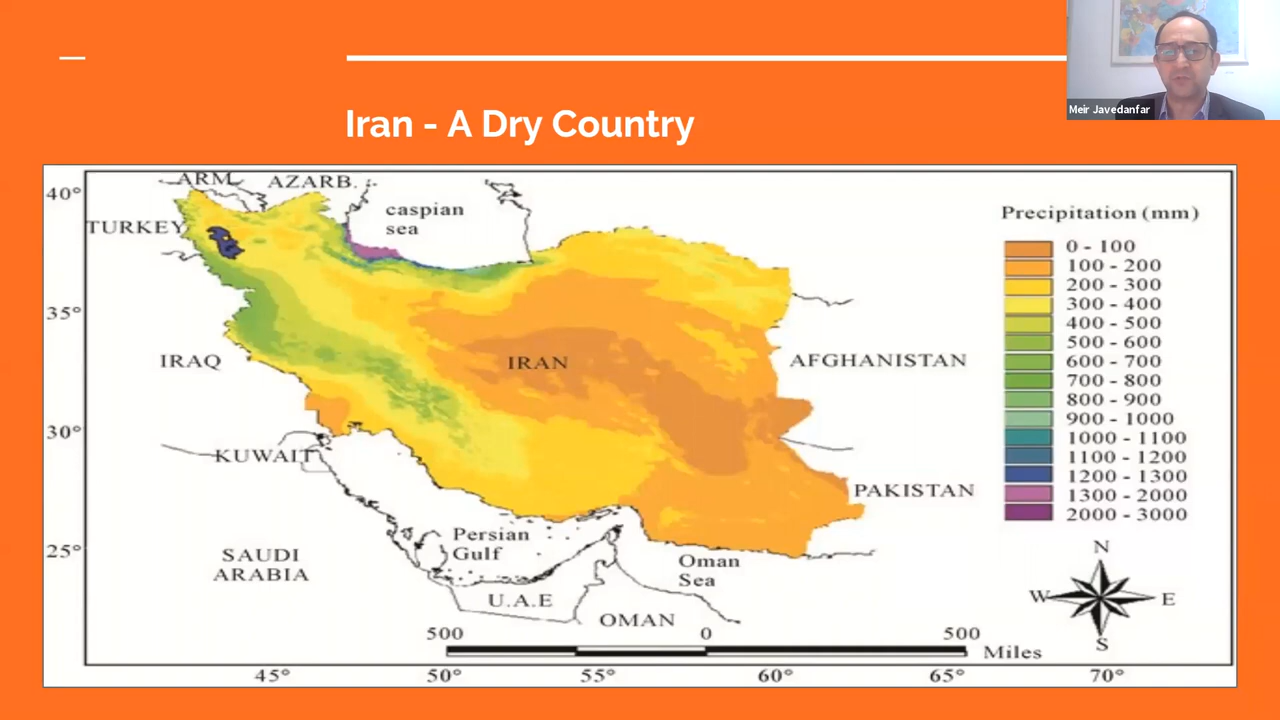 Meir Javedanfar
Iran - A Dry Country
40°
35°
30°
25°
ARM.
AZARB.
TURKEY
caspian
sea
IRAQ
IRAN
AFGHANISTAN
KUWAIT
PAKISTAN
SAUDI
ARABIA
Persian
Gulf
U.A.E
Oman
Sea
OMAN
Precipitation (mm)
0 - 100
100 - 200
200 - 300
300 - 400
400 - 500
500 - 600
600 - 700
700 - 800
800 - 900
900 - 1000
1000 - 1100
1100 - 1200
1200 - 1300
1300 - 2000
2000 - 3000
N
W
E
S
500 0 500
Miles
45° 50° 55° 60° 65° 70°